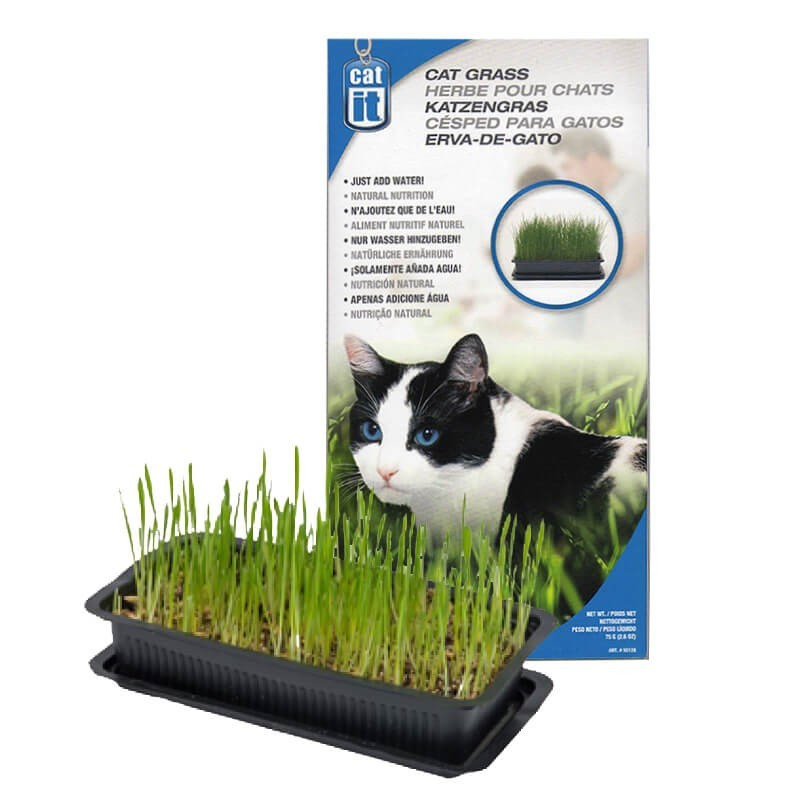 cat
it
CAT GRASS
HERBE POUR CHATS
KATZENGRAS
CÉSPED PARA GATOS
ERVA-DE-GATO
• JUST ADD WATER!
• NATURAL NUTRITION
• N'AJOUTEZ QUE DE L'EAU!
• ALIMENT NUTRITIF NATUREL
• NUR WASSER HINZUGEBEN!
• NATÜRLICHE ERNÄHRUNG
• ¡SOLAMENTE AÑADA AGUA!
• NUTRICIÓN NATURAL
• APENAS ADICIONE ÁGUA
• NUTRIÇÃO NATURAL
NET WT. / POIDS NET
NETTOGEWICHT
PESO NETO / PESO LÍQUIDO
75 G (2.6 OZ)
ART. #